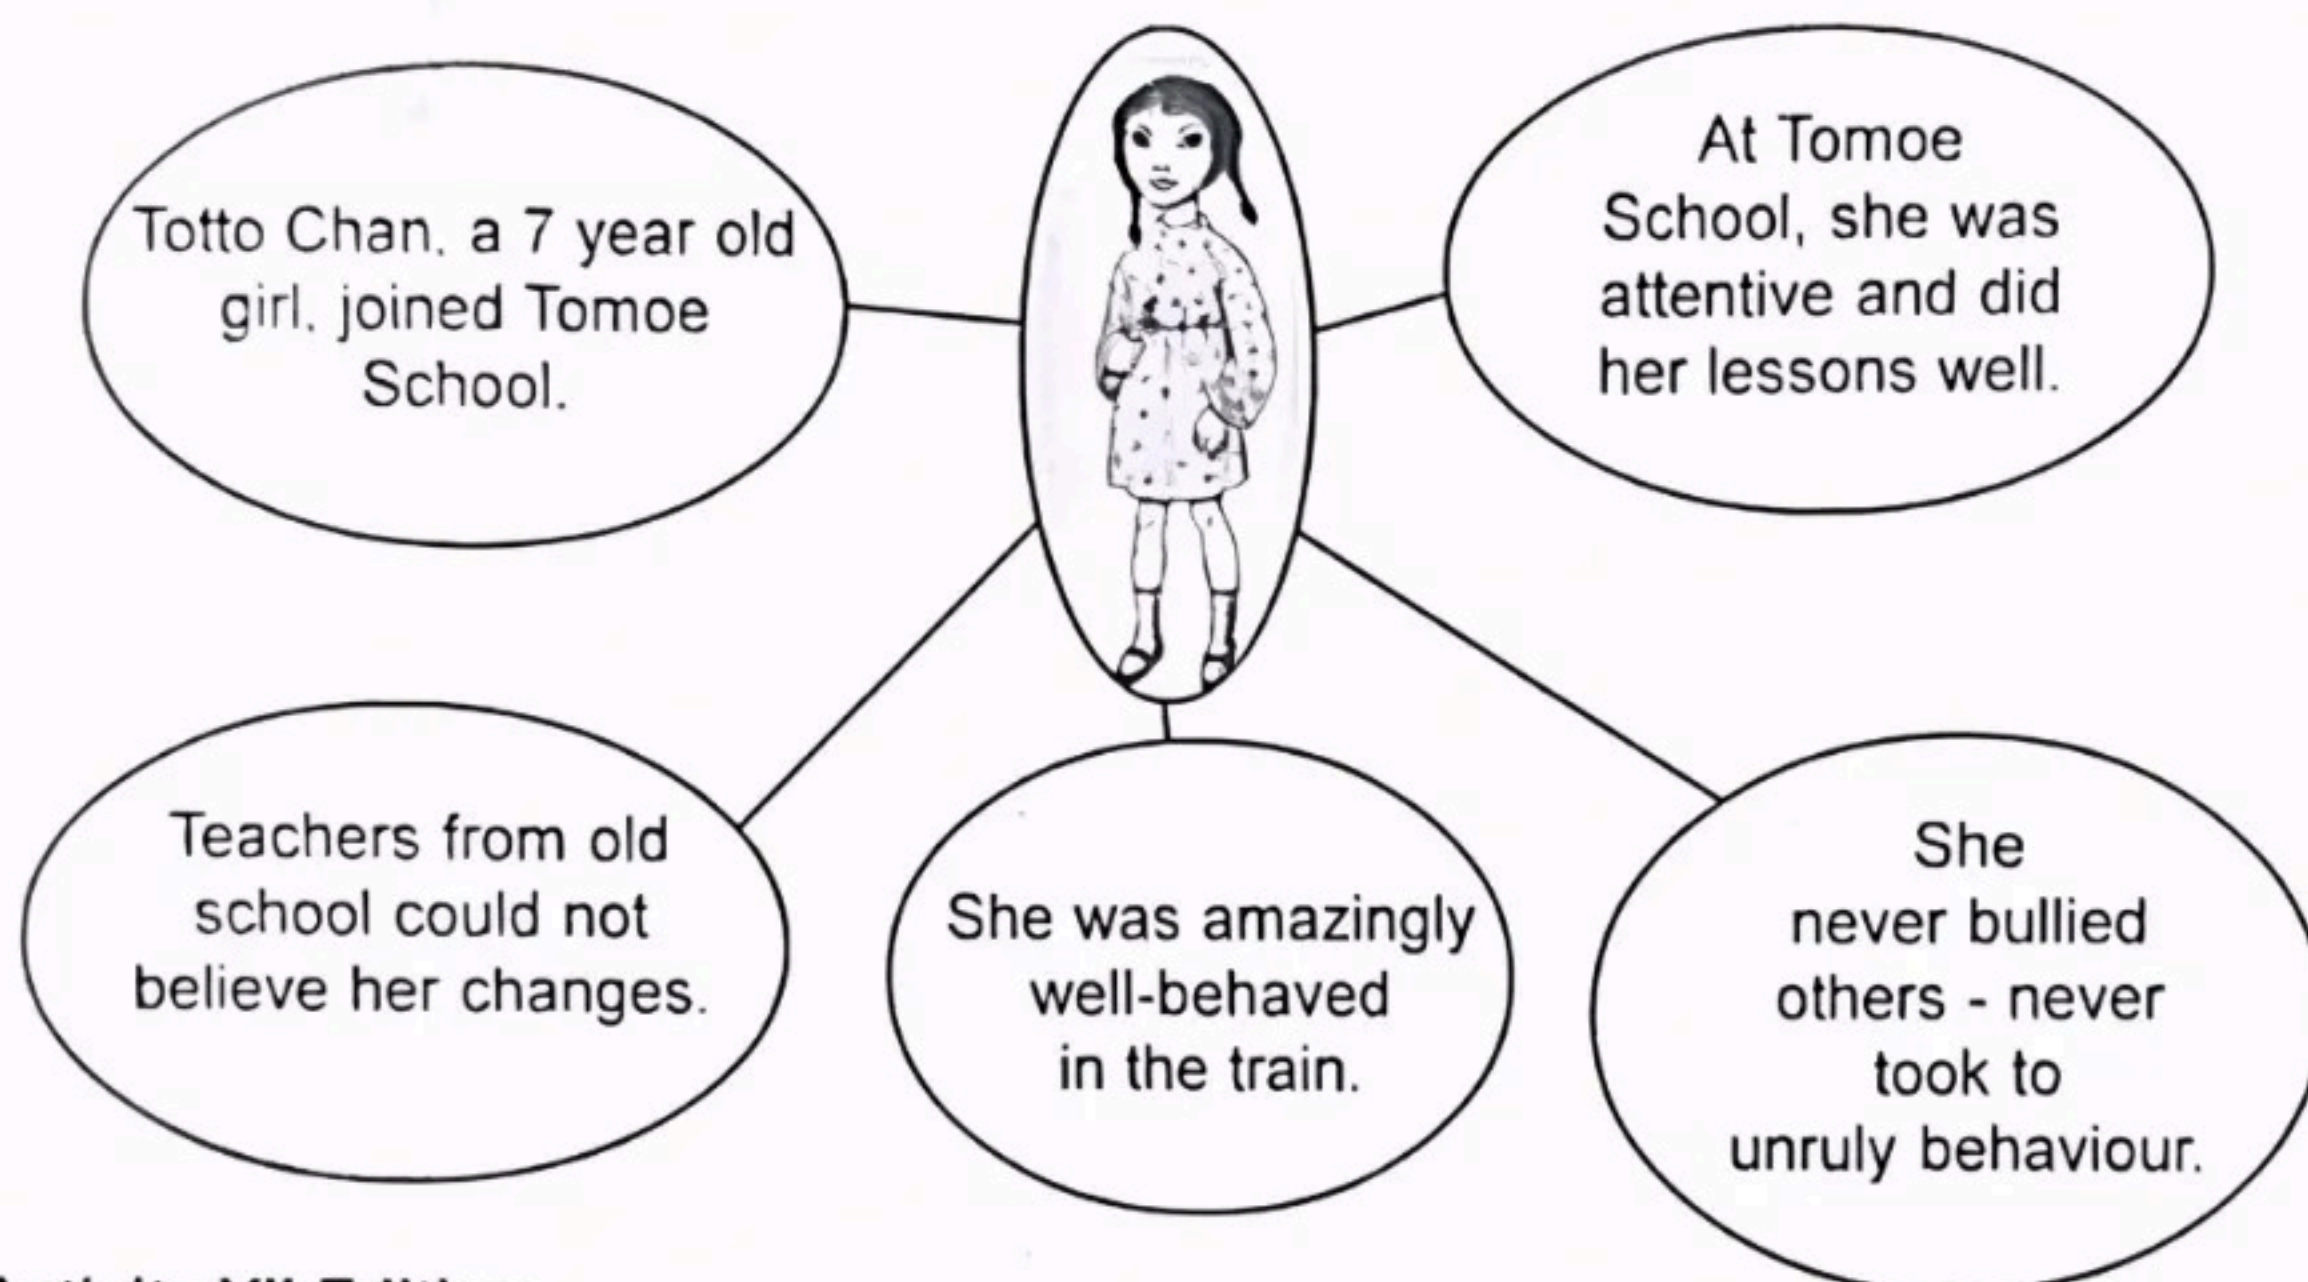 Totto Chan, a 7 year old
girl, joined Tomoe
School.
At Tomoe
School, she was
attentive and did
her lessons well.
Teachers from old
school could not
believe her changes.
She was amazingly
well-behaved
in the train.
She
never bullied
others - never
took to
unruly behaviour.